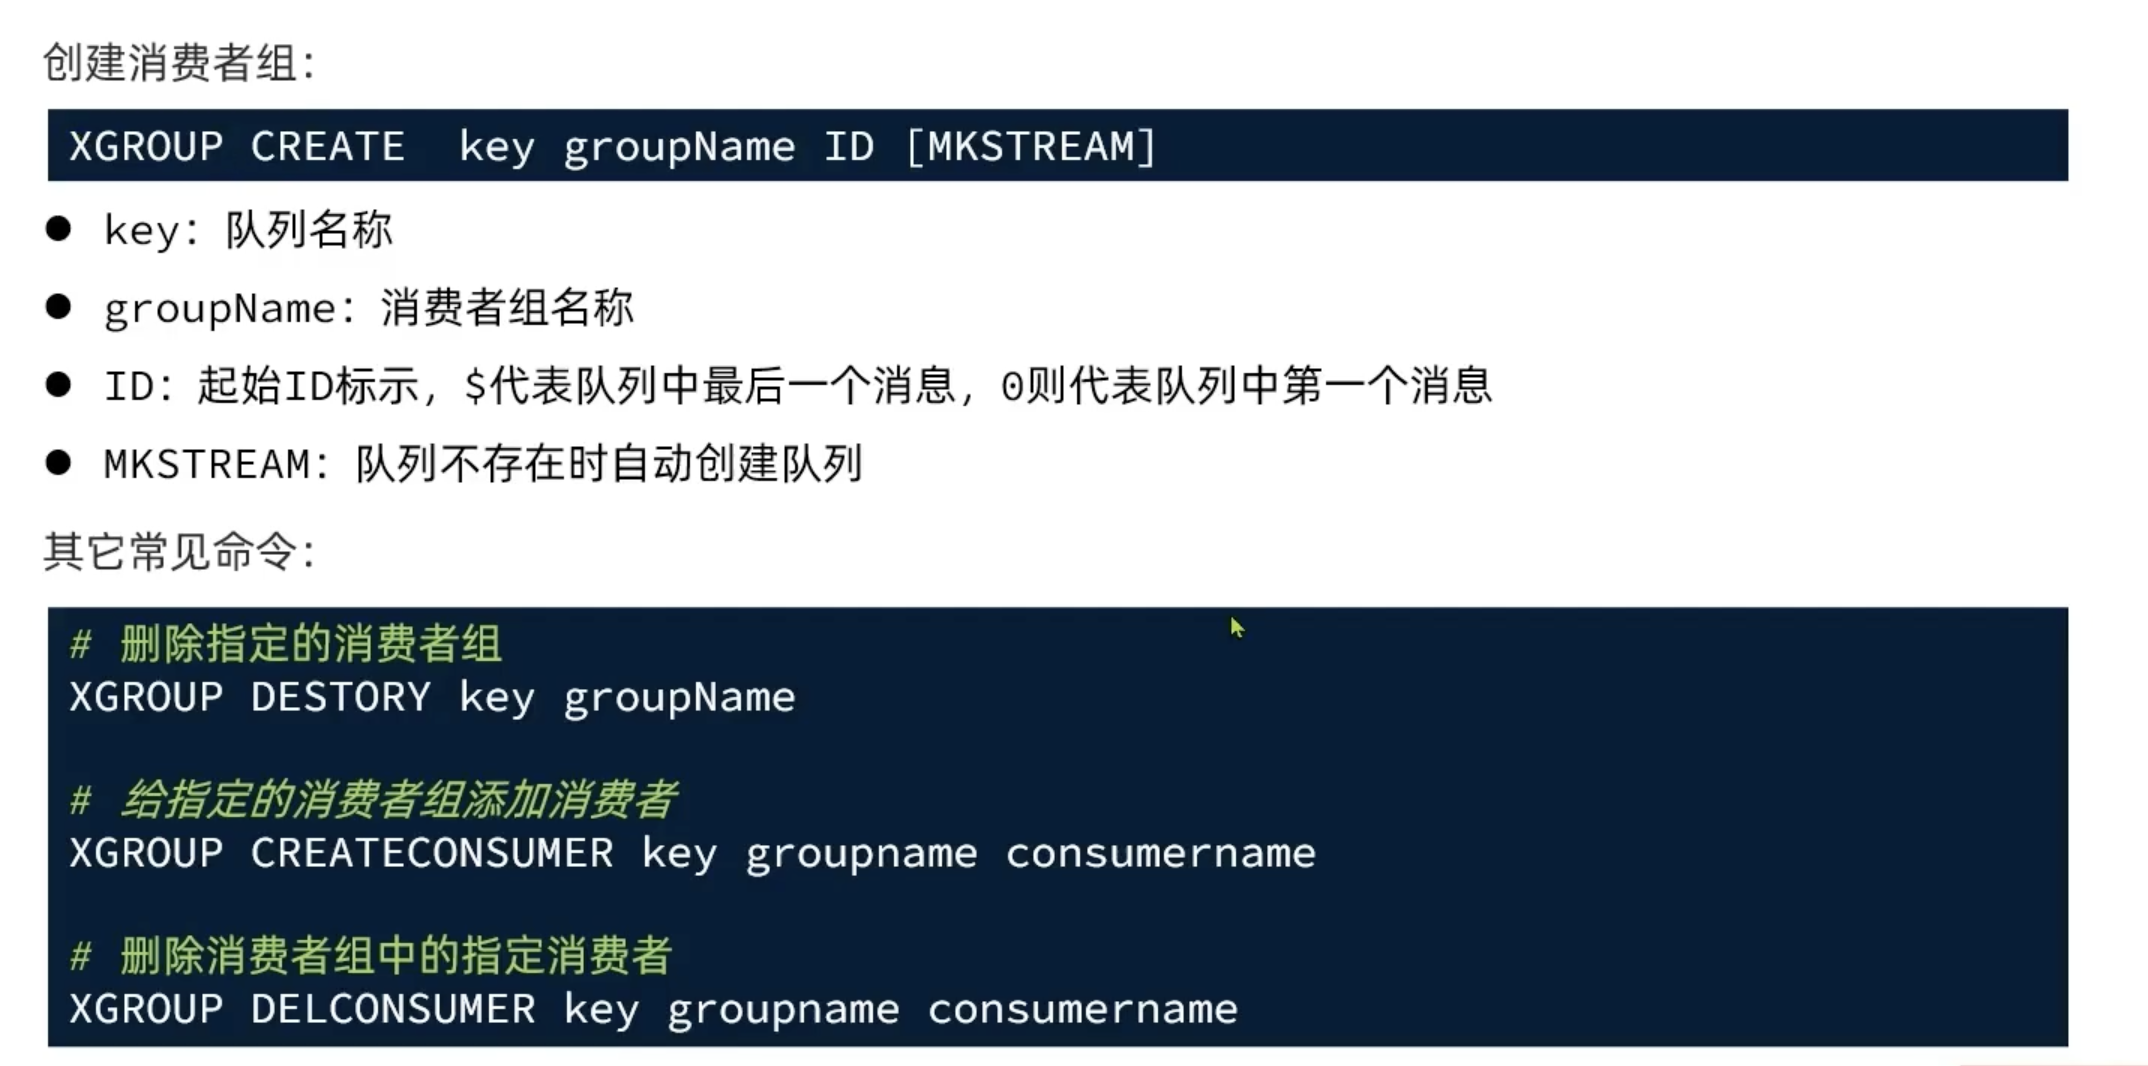 创建消费者组：
XGROUP CREATE  key groupName ID [MKSTREAM]
● key：队列名称
● groupName：消费者组名称
● ID：起始ID标示，$代表队列中最后一个消息，0则代表队列中第一个消息
● MKSTREAM：队列不存在时自动创建队列
其它常见命令：
# 删除指定的消费者组
XGROUP DESTORY key groupName
# 给指定的消费者组添加消费者
XGROUP CREATECONSUMER key groupname consumername
# 删除消费者组中的指定消费者
XGROUP DELCONSUMER key groupname consumername